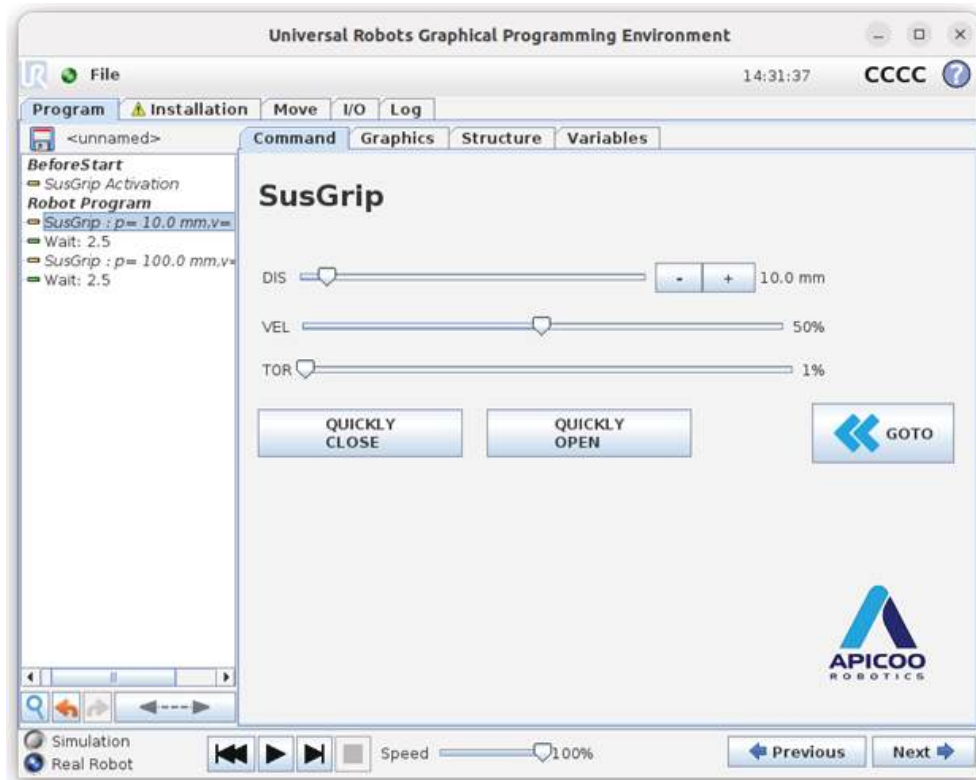 Universal Robots Graphical Programming Environment
File
14:31:37
CCCC
?
Program
Installation
Move
I/O
Log
<unnamed>
Command
Graphics
Structure
Variables
BeforeStart
SusGrip Activation
Robot Program
SusGrip : p= 10.0 mm,v=
Wait: 2.5
SusGrip : p= 100.0 mm,v=
Wait: 2.5
SusGrip
DIS
-
+
10.0 mm
VEL
50%
TOR
1%
QUICKLY
CLOSE
QUICKLY
OPEN
GOTO
APICOO
ROBOTICS
Simulation
Real Robot
Speed
100%
Previous
Next